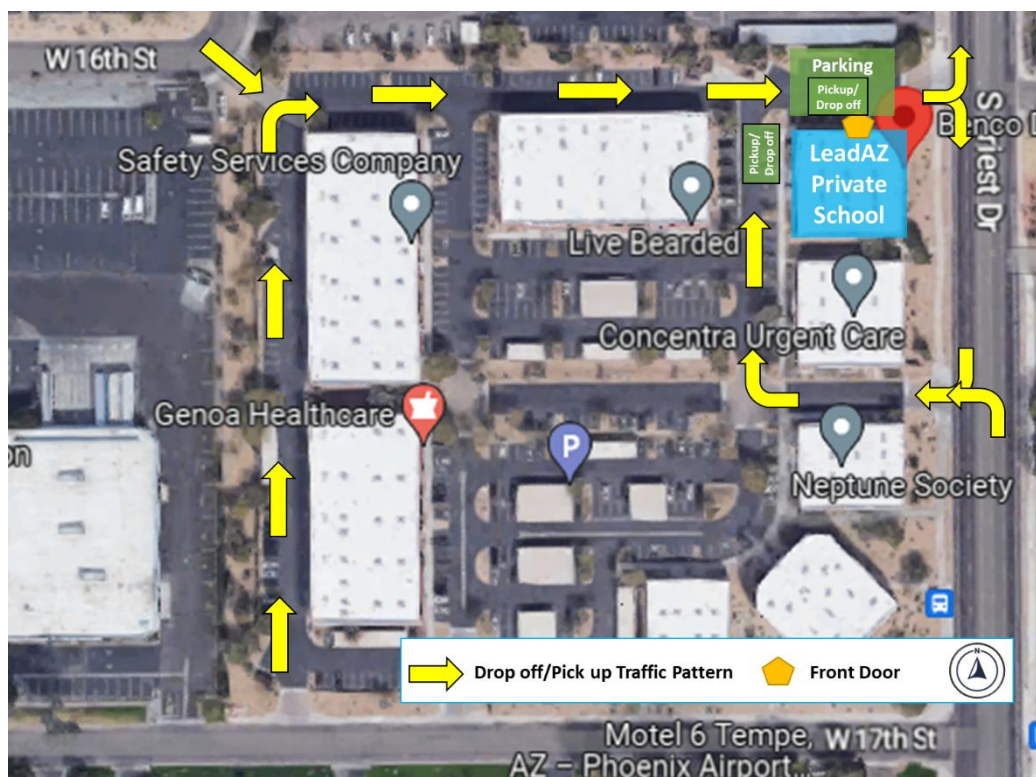 W 16th St
Parking
Pickup/
Drop off
Benco
Safety Services Company
Pickup/
Drop off
LeadAZ
Private
School
S Priest Dr
Live Bearded
Concentra Urgent Care
Genoa Healthcare
P
on
Neptune Society
Drop off/Pick up Traffic Pattern
Front Door
N
Motel 6 Tempe,
W 17th St
AZ – Phoenix Airport...